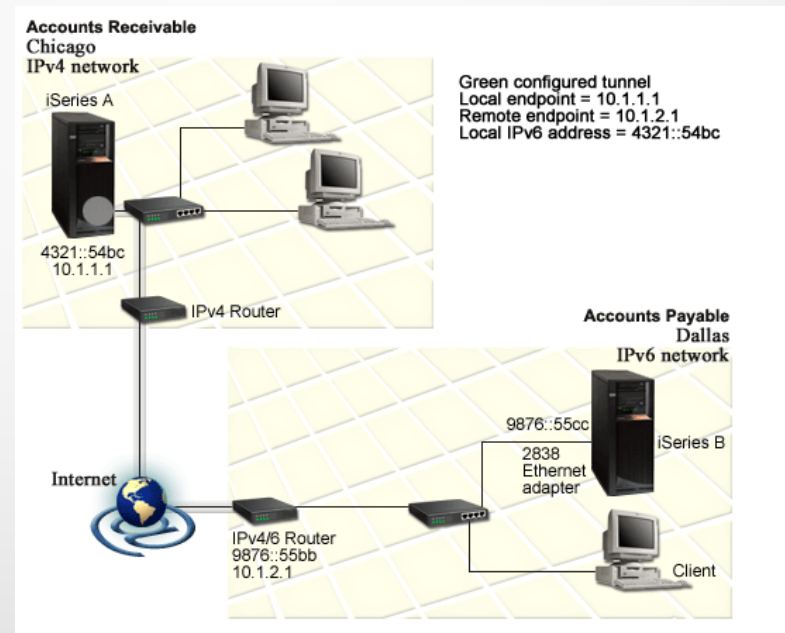 Accounts Receivable
Chicago
IPv4 network
iSeries A
Green configured tunnel
Local endpoint = 10.1.1.1
Remote endpoint = 10.1.2.1
Local IPv6 address = 4321::54bc
4321::54bc
10.1.1.1
IPv4 Router
Accounts Payable
Dallas
IPv6 network
9876::55cc
iSeries B
2838
Ethernet
adapter
Internet
IPv4/6 Router
9876::55bb
10.1.2.1
Client